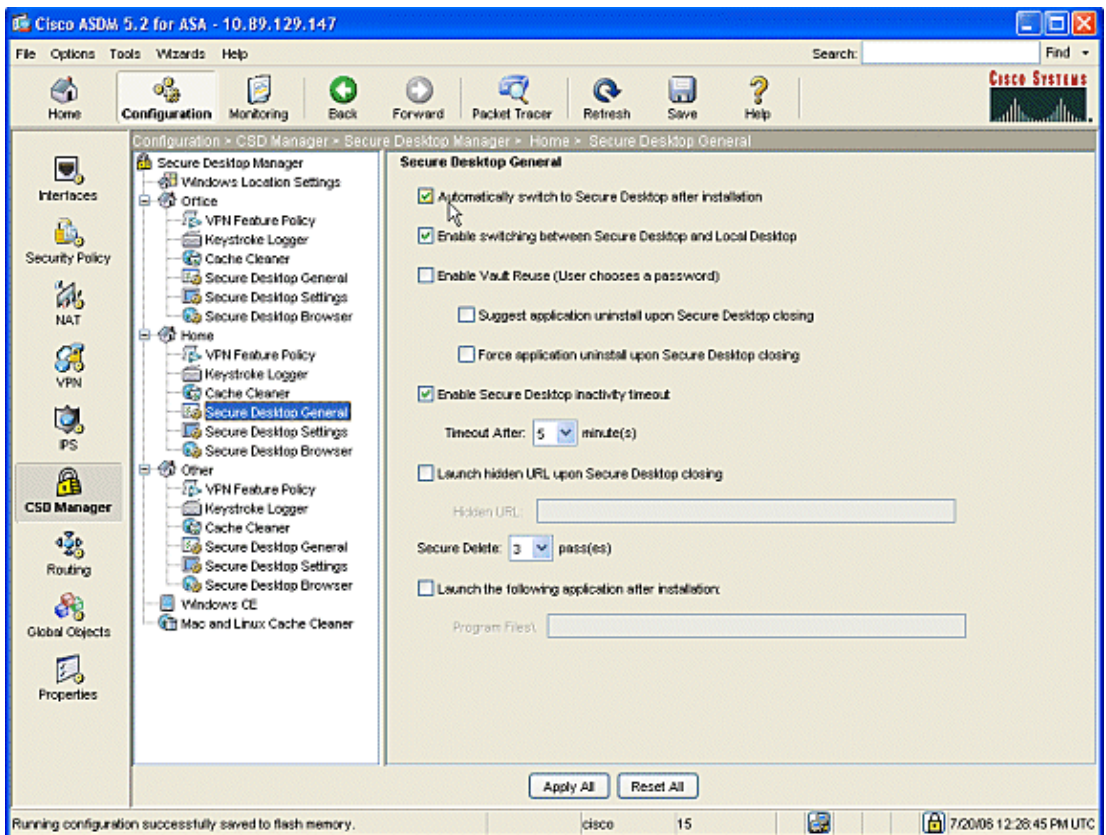 Cisco ASDM 5.2 for ASA - 10.89.129.147
File Options Tools Wizards Help Search: Find
Home Configuration Monitoring Back Forward Packet Tracer Refresh Save Help
CISCO SYSTEMS
Configuration > CSD Manager > Secure Desktop Manager > Home > Secure Desktop General
Interfaces
Security Policy
NAT
VPN
IPS
CSD Manager
Routing
Global Objects
Properties
Secure Desktop Manager
Windows Location Settings
Office
VPN Feature Policy
Keystroke Logger
Cache Cleaner
Secure Desktop General
Secure Desktop Settings
Secure Desktop Browser
Home
VPN Feature Policy
Keystroke Logger
Cache Cleaner
Secure Desktop General
Secure Desktop Settings
Secure Desktop Browser
Other
VPN Feature Policy
Keystroke Logger
Cache Cleaner
Secure Desktop General
Secure Desktop Settings
Secure Desktop Browser
Windows CE
Mac and Linux Cache Cleaner
Secure Desktop General
Automatically switch to Secure Desktop after installation
Enable switching between Secure Desktop and Local Desktop
Enable Vault Reuse (User chooses a password)
Suggest application uninstall upon Secure Desktop closing
Force application uninstall upon Secure Desktop closing
Enable Secure Desktop inactivity timeout
Timeout After: 5 minute(s)
Launch hidden URL upon Secure Desktop closing
Hidden URL:
Secure Delete: 3 pass(es)
Launch the following application after installation:
Program Files\
Apply All Reset All
Running configuration successfully saved to flash memory. cisco 15 7/20/06 12:28:45 PM UTC